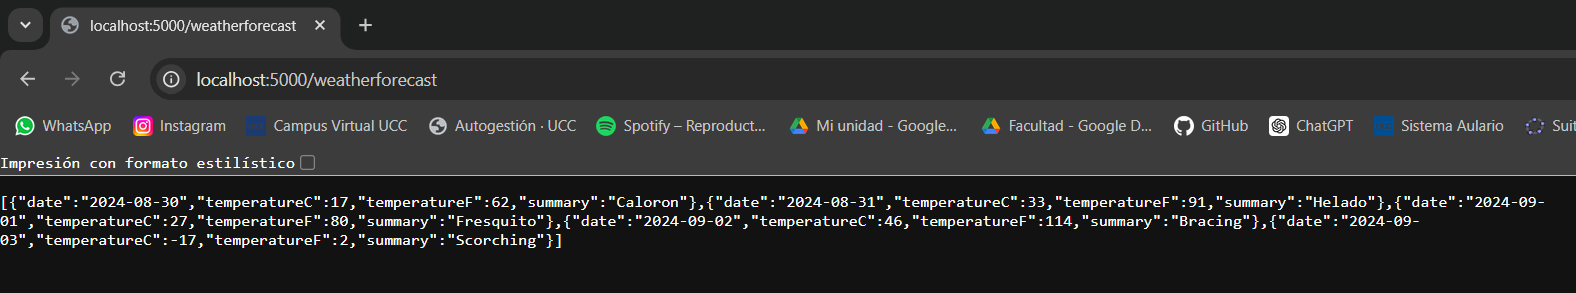 localhost:5000/weatherforecast
localhost:5000/weatherforecast
WhatsApp Instagram Campus Virtual UCC Autogestión · UCC Spotify – Reproduct... Mi unidad - Google... Facultad - Google D... GitHub ChatGPT Sistema Aulario Suit
Impresión con formato estilístico
[{"date":"2024-08-30","temperatureC":17,"temperatureF":62,"summary":"Caloron"},{"date":"2024-08-31","temperatureC":33,"temperatureF":91,"summary":"Helado"},{"date":"2024-09-
01","temperatureC":27,"temperatureF":80,"summary":"Fresquito"},{"date":"2024-09-02","temperatureC":46,"temperatureF":114,"summary":"Bracing"},{"date":"2024-09-
03","temperatureC":-17,"temperatureF":2,"summary":"Scorching"}]